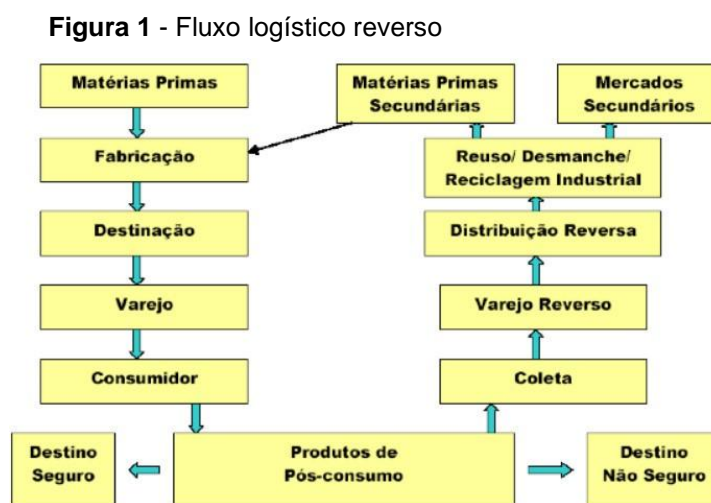 Figura 1 - Fluxo logístico reverso
Matérias Primas
Fabricação
Destinação
Varejo
Consumidor
Matérias Primas
Secundárias
Mercados
Secundários
Reuso/ Desmanche/
Reciclagem Industrial
Distribuição Reversa
Varejo Reverso
Coleta
Destino
Seguro
Produtos de
Pós-consumo
Destino
Não Seguro